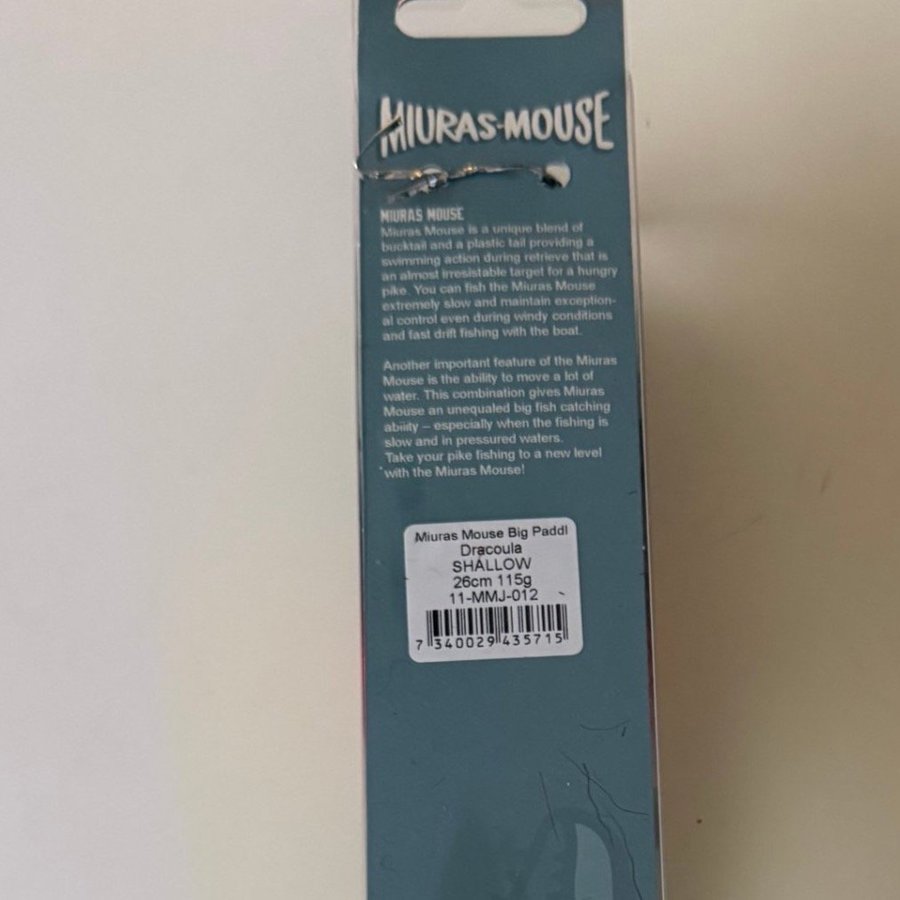 MIURAS-MOUSE
MIURAS MOUSE
Miuras Mouse is a unique blend of
bucktail and a plastic tail providing a
swimming action during retrieve that is
an almost irresistable target for a hungry
pike. You can fish the Miuras Mouse
extremely slow and maintain exception-
al control even during windy conditions
and fast drift fishing with the boat.
Another important feature of the Miuras
Mouse is the ability to move a lot of
water. This combination gives Miuras
Mouse an unequaled big fish catching
ability – especially when the fishing is
slow and in pressured waters.
Take your pike fishing to a new level
with the Miuras Mouse!
Miuras Mouse Big Paddl
Dracoula
SHALLOW
26cm 115g
11-MMJ-012
7 340029 435715